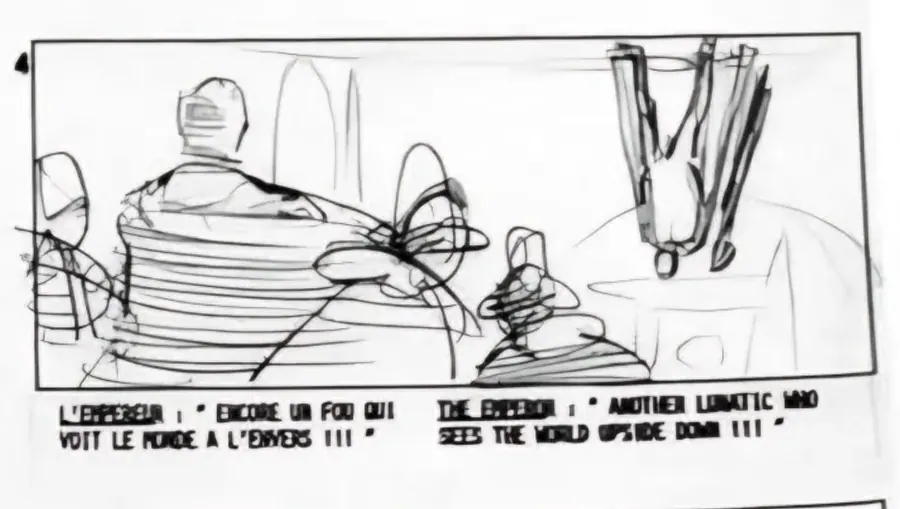 L'EMPEREUR : " ENCORE UN FOU QUI
VOIT LE MONDE A L'ENVERS !!! "
THE EMPEROR : " ANOTHER LUNATIC WHO
SEES THE WORLD UPSIDE DOWN !!! "